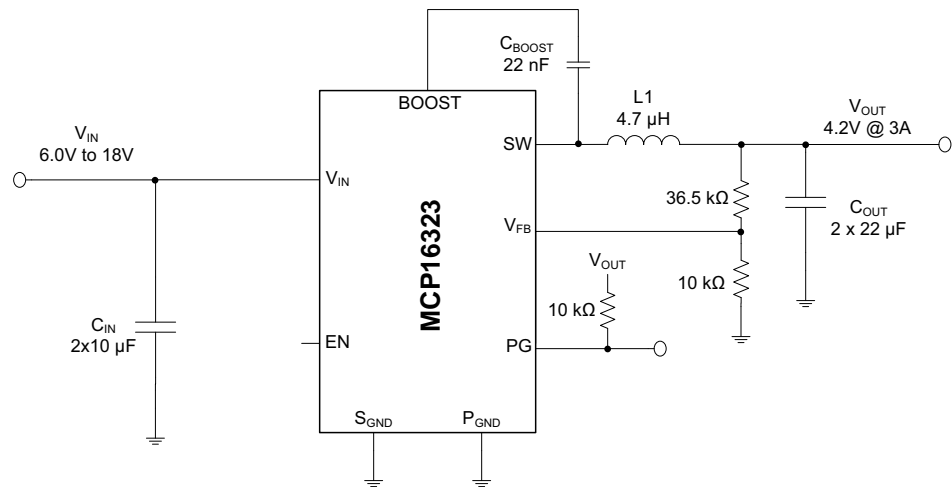 C_BOOST
22 nF
BOOST
L1
4.7 µH
V_OUT
4.2V @ 3A
V_IN
6.0V to 18V
SW
V_IN
36.5 kΩ
C_OUT
2 x 22 µF
V_FB
MCP16323
V_OUT
10 kΩ
10 kΩ
C_IN
2x10 µF
EN
PG
S_GND
P_GND